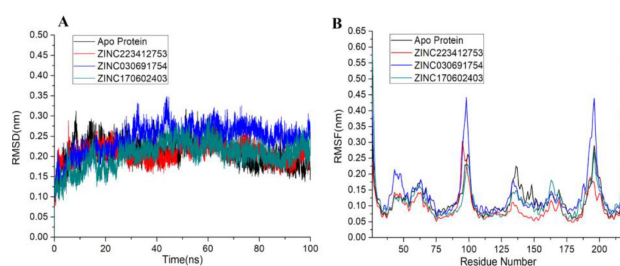 A
Apo Protein
ZINC223412753
ZINC030691754
ZINC170602403
RMSD(nm)
0.50
0.45
0.40
0.35
0.30
0.25
0.20
0.15
0.10
0.05
0.00
0 20 40 60 80 100
Time(ns)
B
Apo Protein
ZINC223412753
ZINC030691754
ZINC170602403
RMSF(nm)
0.65
0.60
0.55
0.50
0.45
0.40
0.35
0.30
0.25
0.20
0.15
0.10
0.05
0.00
50 75 100 125 150 175 200
Residue Number